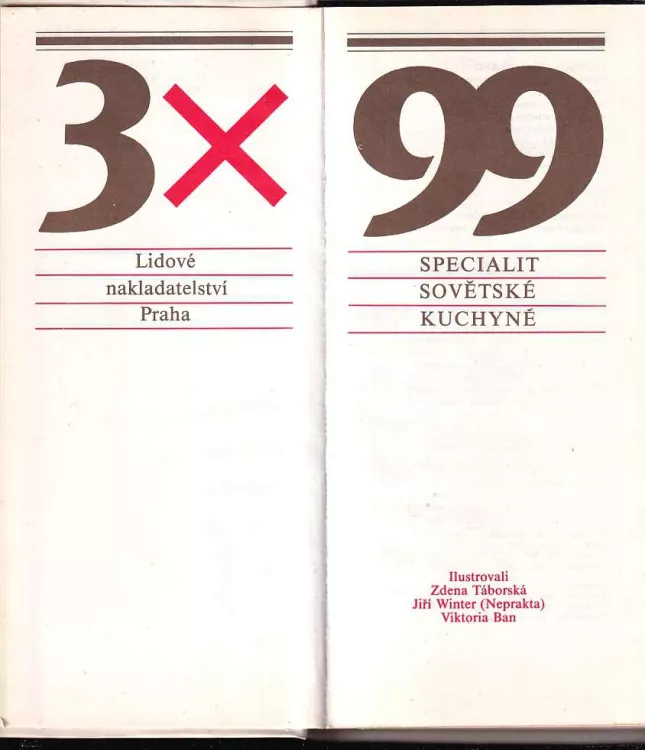 3×
Lidové
nakladatelství
Praha
99
SPECIALIT
SOVĚTSKÉ
KUCHYNĚ
Ilustrovali
Zdena Táborská
Jiří Winter (Neprakta)
Viktoria Ban